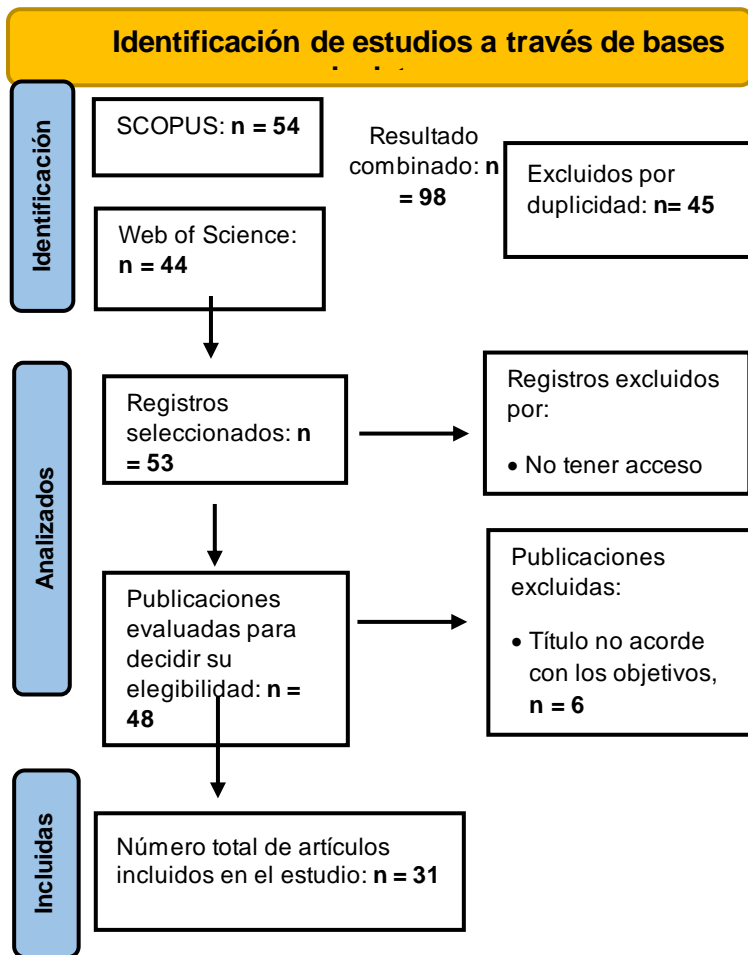 Identificación de estudios a través de bases
Identificación
SCOPUS: n = 54
Resultado
combinado: n
= 98
Excluidos por
duplicidad: n= 45
Web of Science:
n = 44
Analizados
Registros
seleccionados: n
= 53
Registros excluidos
por:
• No tener acceso
Publicaciones
evaluadas para
decidir su
elegibilidad: n =
48
Publicaciones
excluidas:
• Título no acorde
con los objetivos,
n = 6
Incluidas
Número total de artículos
incluidos en el estudio: n = 31